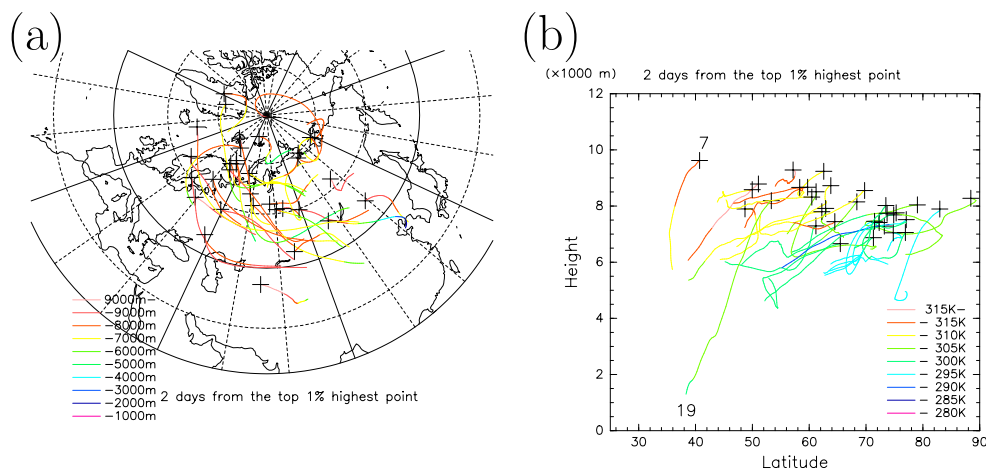 (a)
9000m-
-9000m
-8000m
-7000m
-6000m
-5000m
-4000m
-3000m
-2000m
-1000m
2 days from the top 1% highest point
(b)
(×1000 m)
2 days from the top 1% highest point
12
10
8
6
4
2
0
Height
7
19
315K-
- 315K
- 310K
- 305K
- 300K
- 295K
- 290K
- 285K
- 280K
30
40
50
60
70
80
90
Latitude